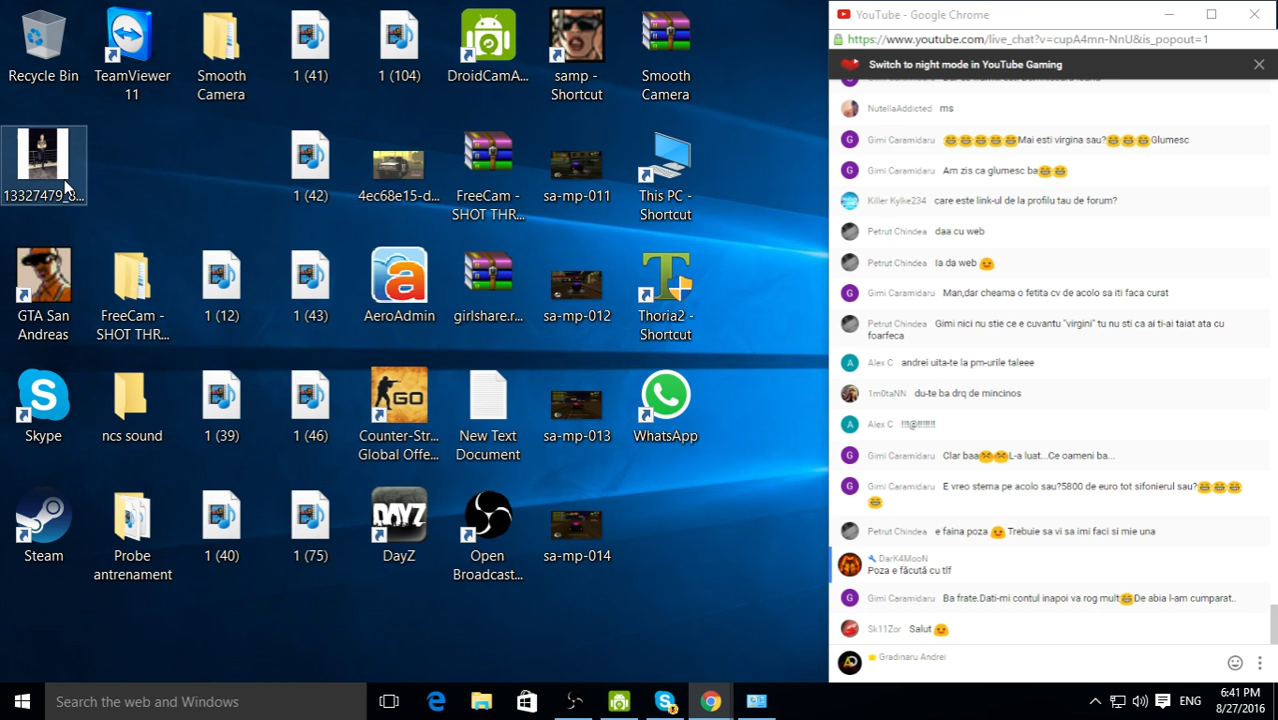 Recycle Bin
TeamViewer
11
Smooth
Camera
1 (41)
1 (104)
DroidCamA...
samp -
Shortcut
Smooth
Camera
13327479_8...
1 (42)
4ec68e15-d...
FreeCam -
SHOT THR...
sa-mp-011
This PC -
Shortcut
GTA San
Andreas
FreeCam -
SHOT THR...
1 (12)
1 (43)
AeroAdmin
girlshare.r...
sa-mp-012
Thoria2 -
Shortcut
Skype
ncs sound
1 (39)
1 (46)
GO
Counter-Str...
Global Offe...
New Text
Document
sa-mp-013
WhatsApp
Steam
Probe
antrenament
1 (40)
1 (75)
DAYZ
DayZ
Open
Broadcast...
sa-mp-014
YouTube - Google Chrome
https://www.youtube.com/live_chat?v=cupA4mn-NnU&is_popout=1
Switch to night mode in YouTube Gaming
NutellaAddicted ms
Gimi Caramidaru 😂😂😂😂😂Mai esti virgina sau?😂😂😂Glumesc
Gimi Caramidaru Am zis ca glumesc ba😂😂
Killer Kylke234 care este link-ul de la profilu tau de forum?
Petrut Chindea daa cu web
Petrut Chindea Ia da web
Gimi Caramidaru Man,dar cheama o fetita cv de acolo sa iti faca curat
Petrut Chindea Gimi nici nu stie ce e cuvantu "virgini" tu nu sti ca ai ti-ai taiat ata cu
foarfeca
Alex C andrei uita-te la pm-urile taleee
1m0taNN du-te ba drq de mincinos
Alex C !!!@!!!!!!!
Gimi Caramidaru Clar baa L-a luat...Ce oameni ba...
Gimi Caramidaru E vreo stema pe acolo sau?5800 de euro tot sifonierul sau?😂😂😂
😂
Petrut Chindea e faina poza Trebuie sa vi sa imi faci si mie una
DarK4MooN
Poza e făcută cu tlf
Gimi Caramidaru Ba frate.Dati-mi contul inapoi va rog mult😂De abia l-am cumparat..
Sk11Zor Salut
Gradinaru Andrei
Search the web and Windows
ENG
6:41 PM
8/27/2016